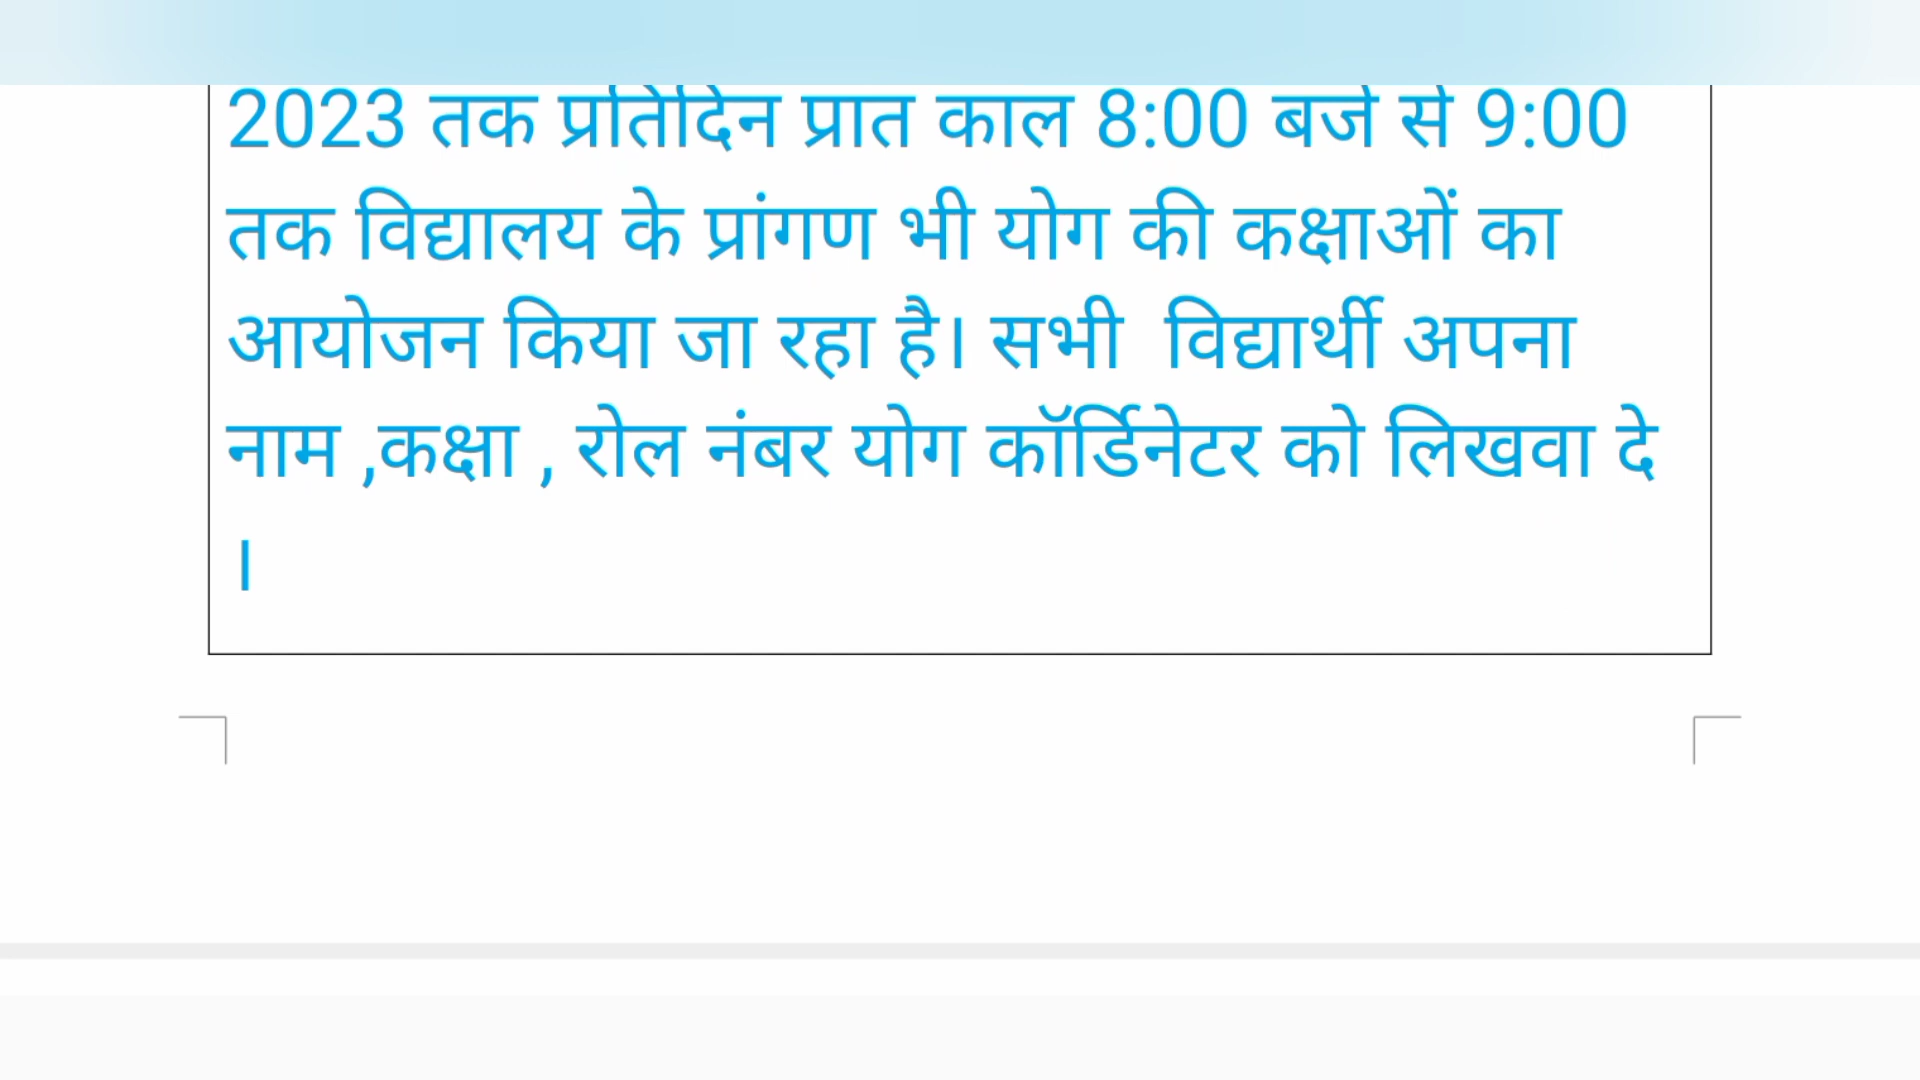 2023 तक प्रतिदिन प्रात काल 8:00 बजे से 9:00
तक विद्यालय के प्रांगण भी योग की कक्षाओं का
आयोजन किया जा रहा है। सभी  विद्यार्थी अपना
नाम ,कक्षा , रोल नंबर योग कॉर्डिनेटर को लिखवा दे
।